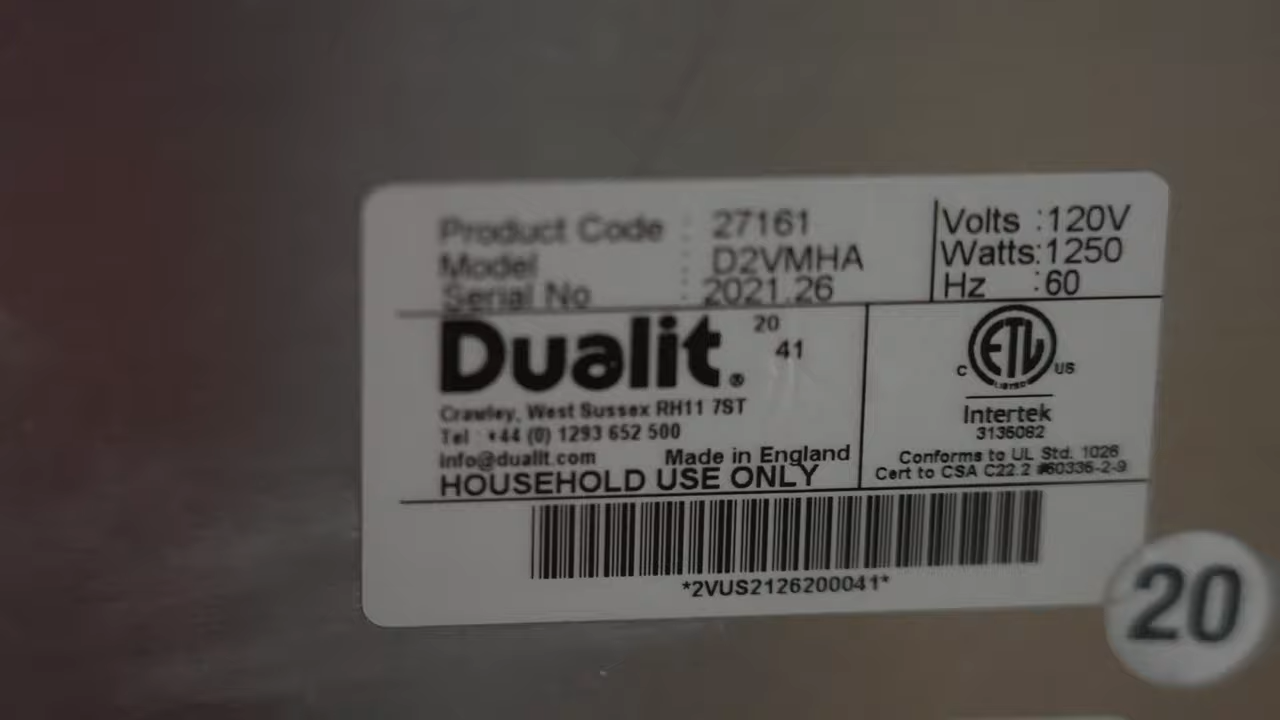 Product Code : 27161
Model : D2VMHA
Serial No : 2021.26
Volts :120V
Watts:1250
Hz :60
Dualit.®
20
41
Crawley, West Sussex RH11 7ST
Tel : +44 (0) 1293 652 500
info@dualit.com
Made in England
HOUSEHOLD USE ONLY
C ETL US
LISTED
Intertek
3136082
Conforms to UL Std. 1026
Cert to CSA C22.2 #60335-2-9
*2VUS2126200041*
20